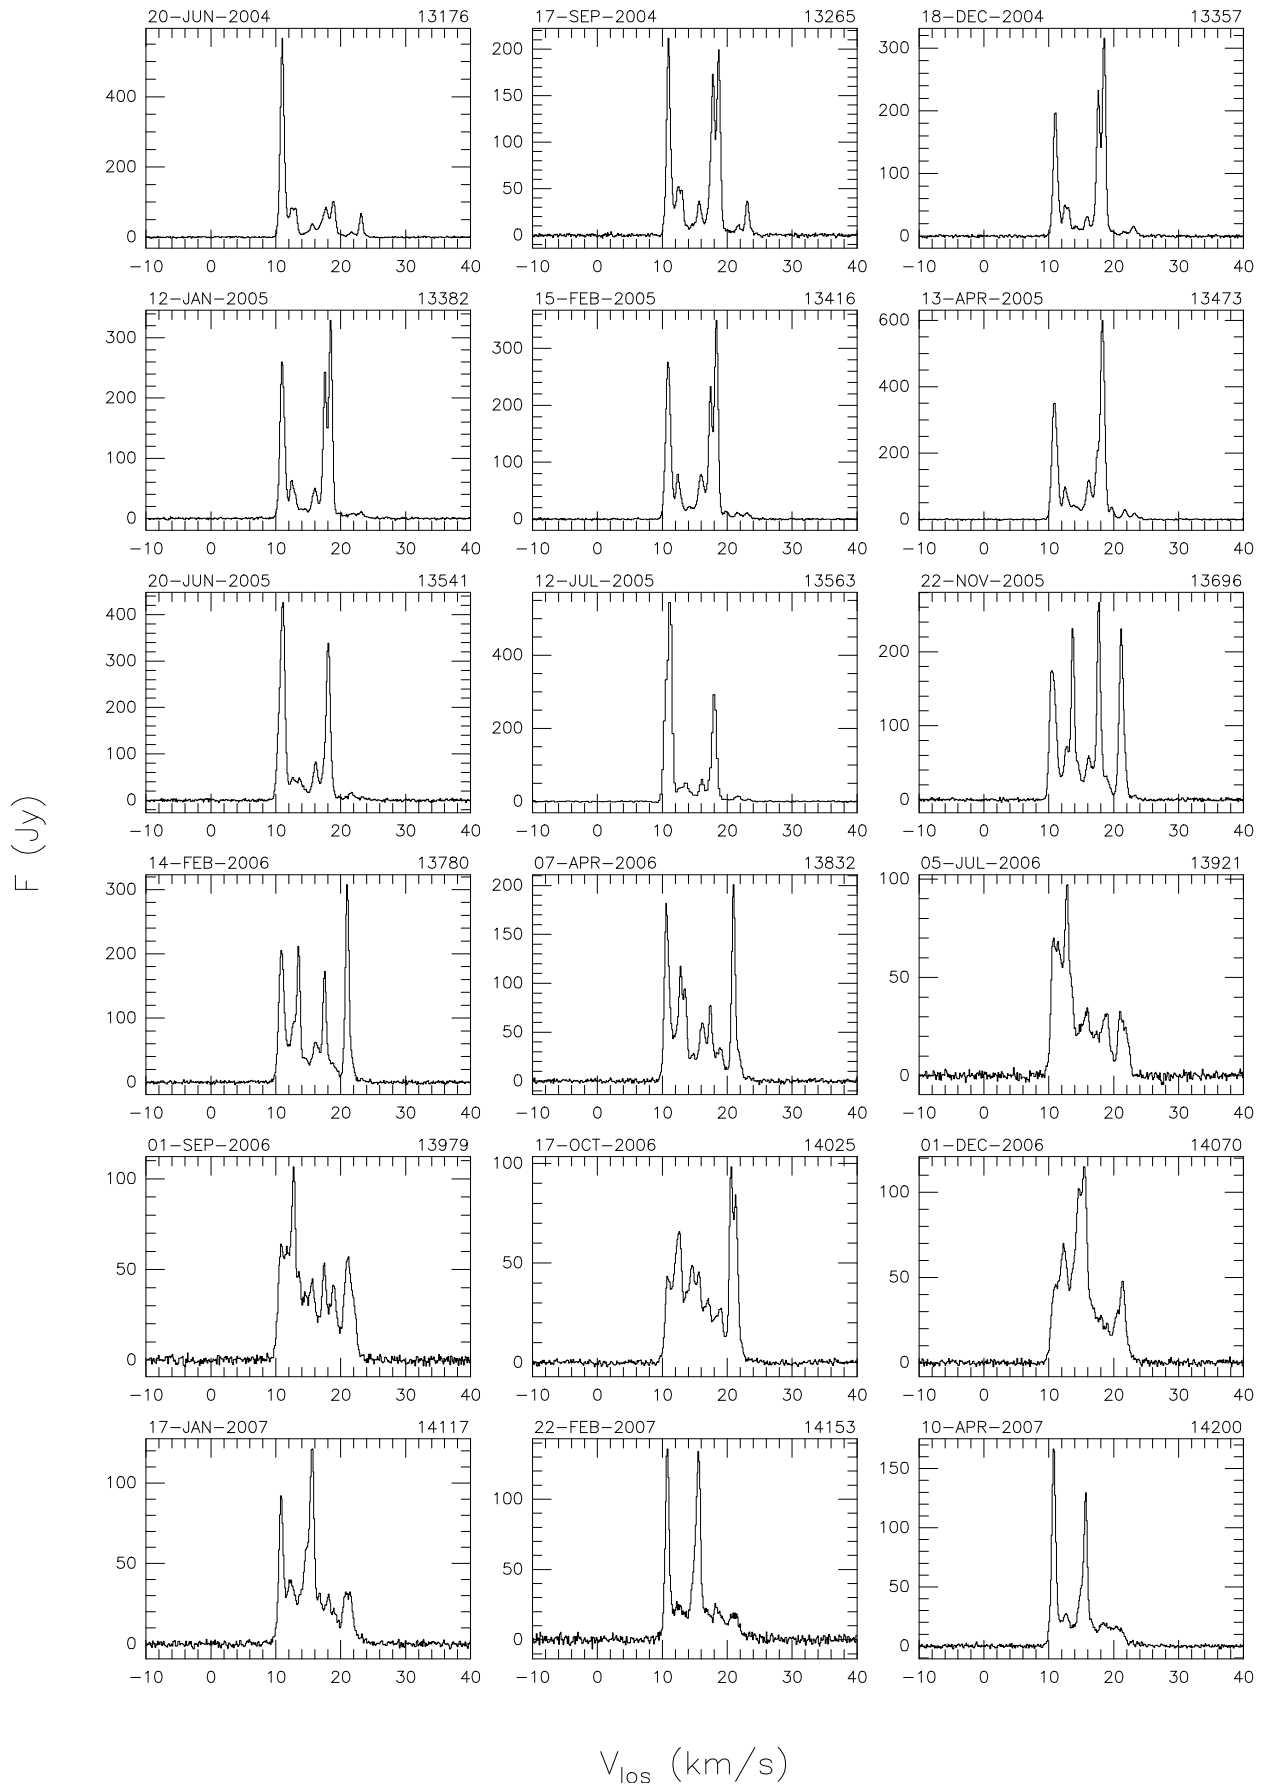 20-JUN-2004 13176 17-SEP-2004 13265 18-DEC-2004 13357
400 200 0
200 150 100 50 0
300 200 100 0
-10 0 10 20 30 40 -10 0 10 20 30 40 -10 0 10 20 30 40
12-JAN-2005 13382 15-FEB-2005 13416 13-APR-2005 13473
300 200 100 0
300 200 100 0
600 400 200 0
-10 0 10 20 30 40 -10 0 10 20 30 40 -10 0 10 20 30 40
20-JUN-2005 13541 12-JUL-2005 13563 22-NOV-2005 13696
400 300 200 100 0
400 200 0
200 100 0
-10 0 10 20 30 40 -10 0 10 20 30 40 -10 0 10 20 30 40
F (Jy)
14-FEB-2006 13780 07-APR-2006 13832 05-JUL-2006 13921
300 200 100 0
200 150 100 50 0
100 50 0
-10 0 10 20 30 40 -10 0 10 20 30 40 -10 0 10 20 30 40
01-SEP-2006 13979 17-OCT-2006 14025 01-DEC-2006 14070
100 50 0
100 50 0
100 50 0
-10 0 10 20 30 40 -10 0 10 20 30 40 -10 0 10 20 30 40
17-JAN-2007 14117 22-FEB-2007 14153 10-APR-2007 14200
100 50 0
100 50 0
150 100 50 0
-10 0 10 20 30 40 -10 0 10 20 30 40 -10 0 10 20 30 40
V_los (km/s)